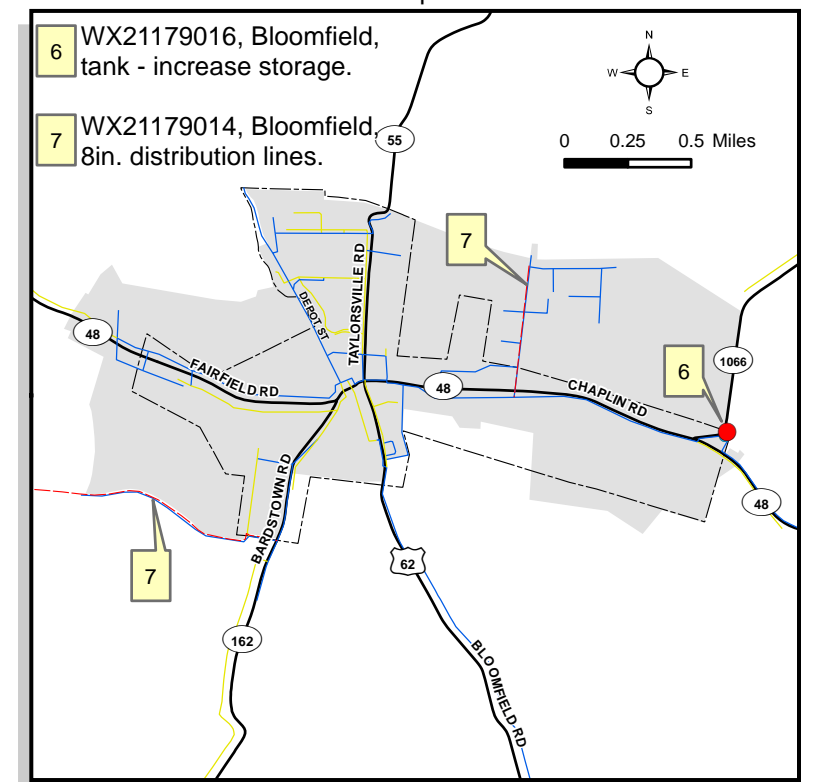 6
WX21179016, Bloomfield,
tank - increase storage.
7
WX21179014, Bloomfield,
8in. distribution lines.
N
W
E
S
0 0.25 0.5 Miles
55
7
TAYLORSVILLE RD
DEPOT ST
48
FAIRFIELD RD
48
CHAPLIN RD
1066
6
BARDSTOWN RD
48
7
62
162
BLOOMFIELD RD